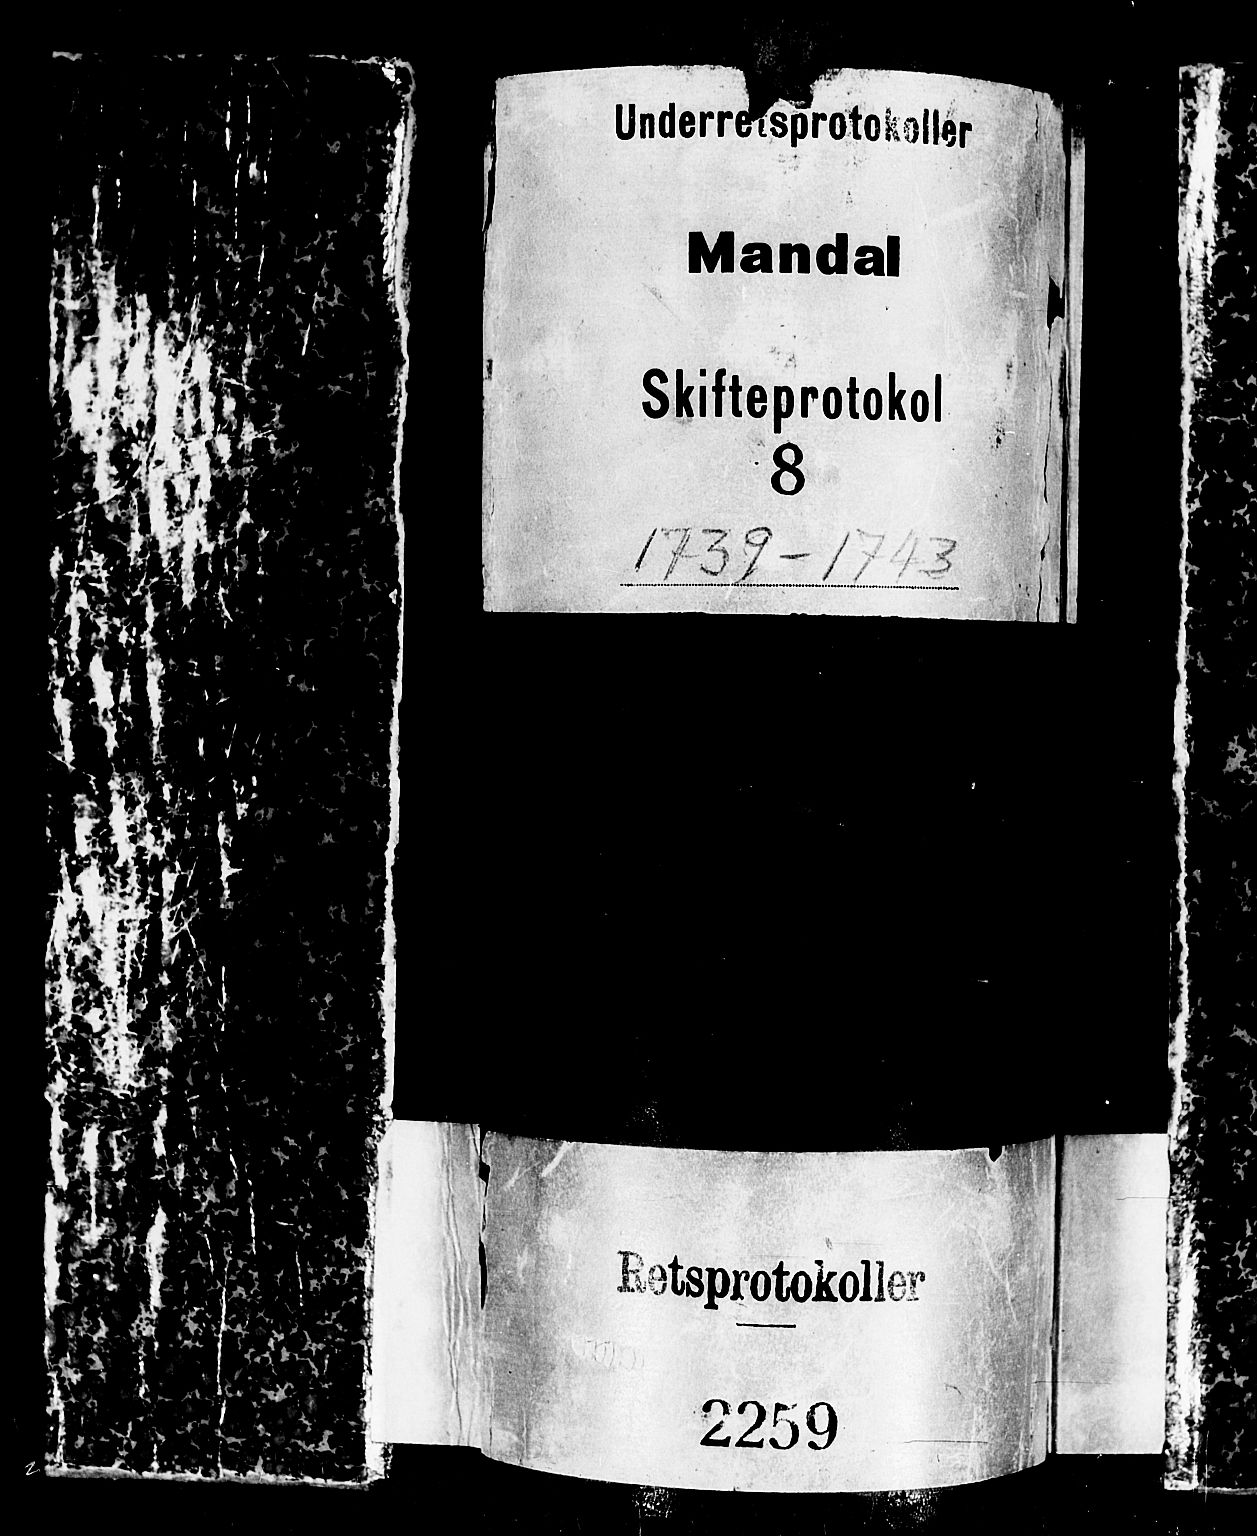 Underretsprotokoller
Mandal
Skifteprotokol
8
1739-1743
Retsprotokoller
2259